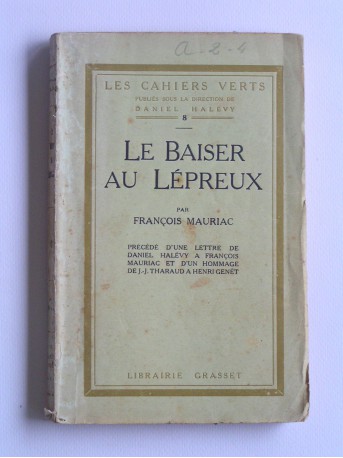 a-2-4
LES CAHIERS VERTS
PUBLIÉS SOUS LA DIRECTION DE
DANIEL HALÉVY
8
LE BAISER
AU LÉPREUX
PAR
FRANÇOIS MAURIAC
PRÉCÉDÉ D'UNE LETTRE DE
DANIEL HALÉVY A FRANÇOIS
MAURIAC ET D'UN HOMMAGE
DE J.-J. THARAUD A HENRI GENÊT
LIBRAIRIE GRASSET